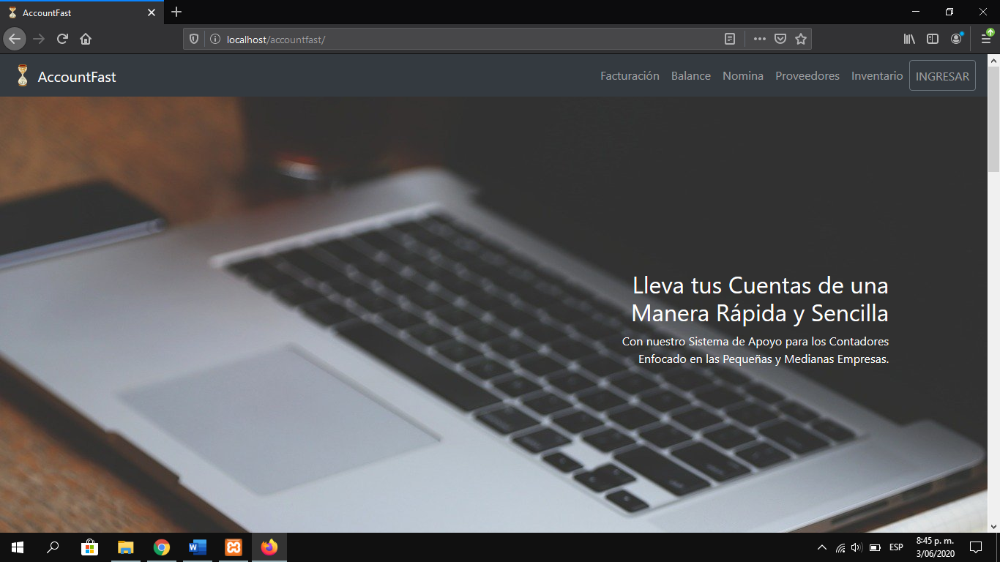 AccountFast
localhost/accountfast/
AccountFast
Facturación
Balance
Nomina
Proveedores
Inventario
INGRESAR
Lleva tus Cuentas de una
Manera Rápida y Sencilla
Con nuestro Sistema de Apoyo para los Contadores
Enfocado en las Pequeñas y Medianas Empresas.
ESP
8:45 p. m.
3/06/2020